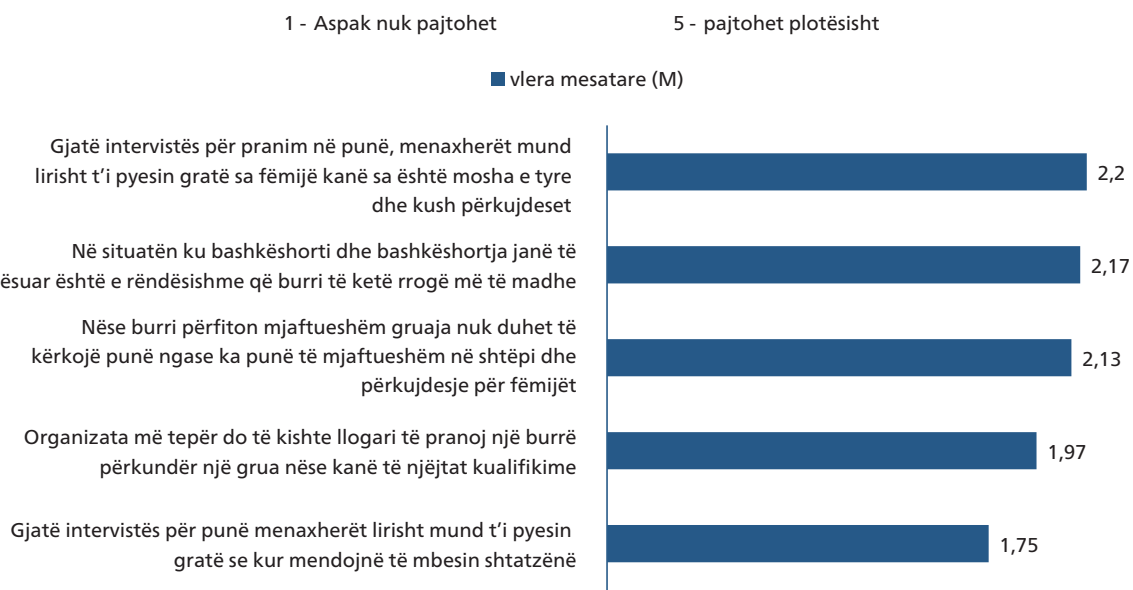 1 - Aspak nuk pajtohet 5 - pajtohet plotësisht
vlera mesatare (M)
Gjatë intervistës për pranim në punë, menaxherët mund
lirisht t'i pyesin gratë sa fëmijë kanë sa është mosha e tyre
dhe kush përkujdeset
2,2
Në situatën ku bashkëshorti dhe bashkëshortja janë të
ësuar është e rëndësishme që burri të ketë rrogë më të madhe
2,17
Nëse burri përfiton mjaftueshëm gruaja nuk duhet të
kërkojë punë ngase ka punë të mjaftueshëm në shtëpi dhe
përkujdesje për fëmijët
2,13
Organizata më tepër do të kishte llogari të pranoj një burrë
përkundër një grua nëse kanë të njëjtat kualifikime
1,97
Gjatë intervistës për punë menaxherët lirisht mund t'i pyesin
gratë se kur mendojnë të mbesin shtatzënë
1,75